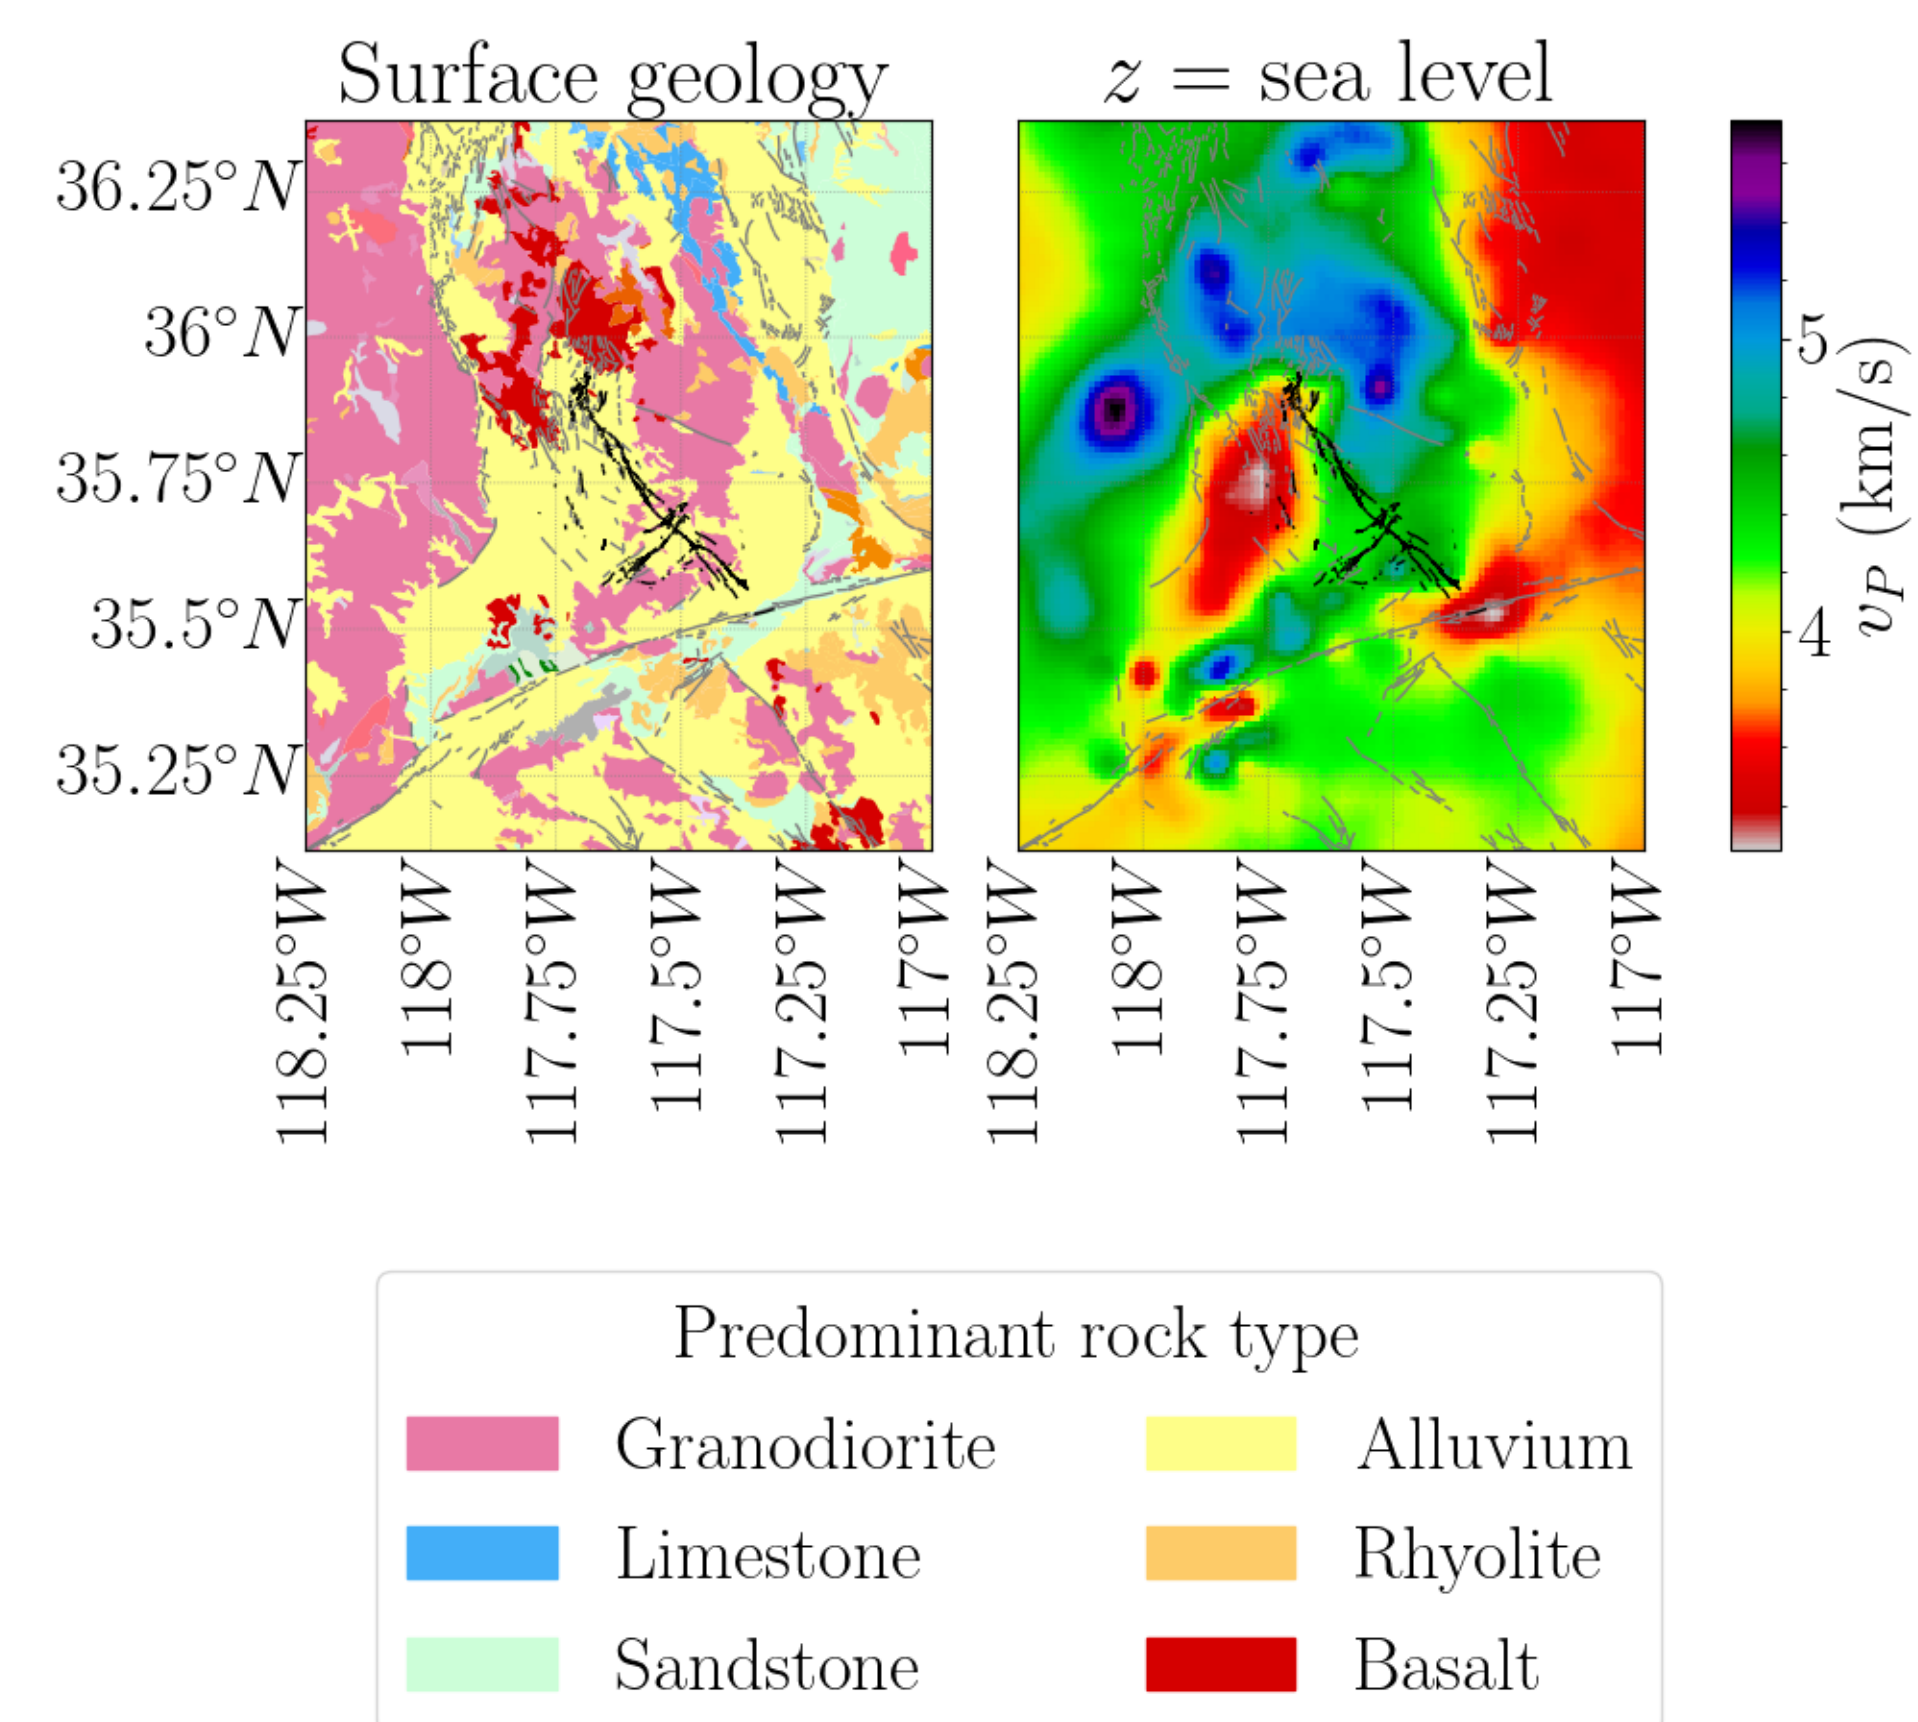 Surface geology
z = sea level
36.25°N
36°N
35.75°N
35.5°N
35.25°N
118.25°W
118°W
117.75°W
117.5°W
117.25°W
117°W
118.25°W
118°W
117.75°W
117.5°W
117.25°W
117°W
5
4
vP (km/s)
Predominant rock type
Granodiorite
Alluvium
Limestone
Rhyolite
Sandstone
Basalt